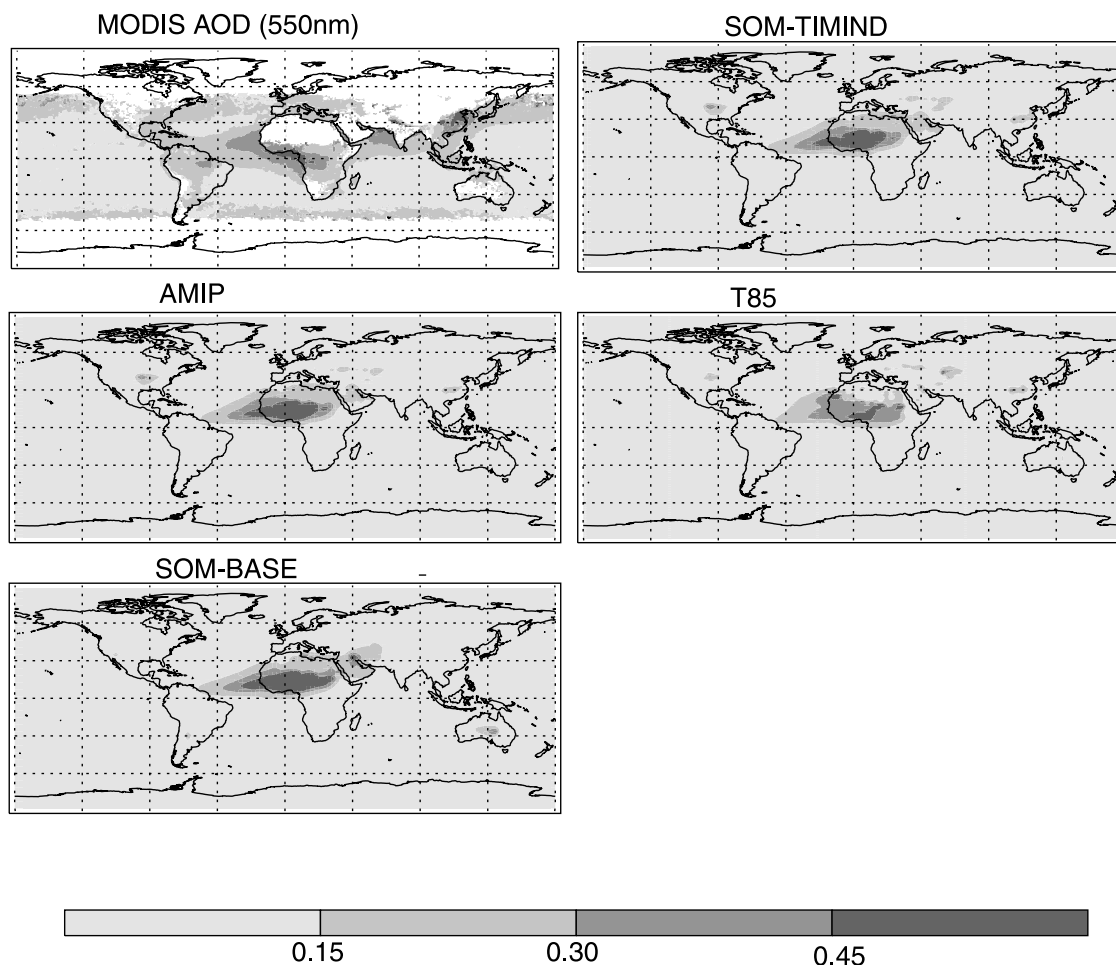 MODIS AOD (550nm)
SOM-TIMIND
AMIP
T85
SOM-BASE
0.15
0.30
0.45